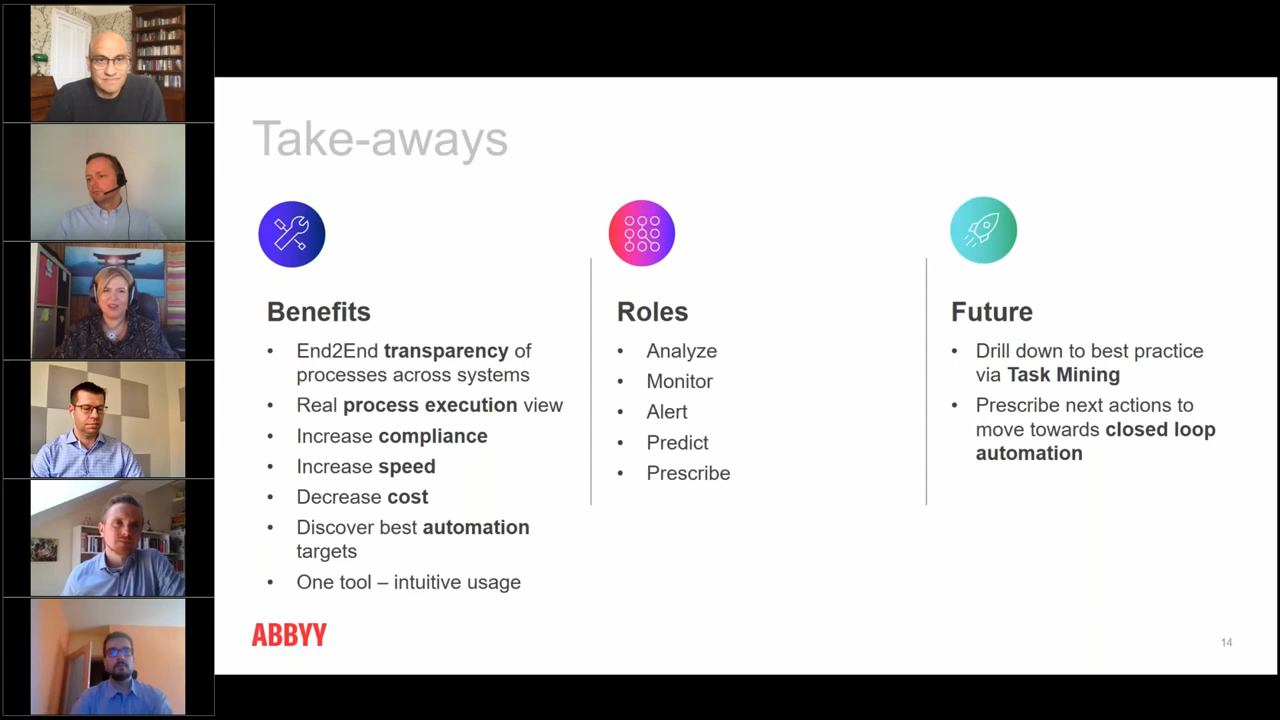 Take-aways
Benefits
• End2End transparency of
processes across systems
• Real process execution view
• Increase compliance
• Increase speed
• Decrease cost
• Discover best automation
targets
• One tool – intuitive usage
Roles
• Analyze
• Monitor
• Alert
• Predict
• Prescribe
Future
• Drill down to best practice
via Task Mining
• Prescribe next actions to
move towards closed loop
automation
ABBYY
14